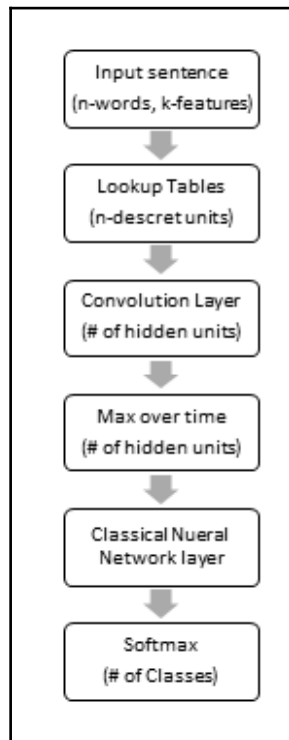 Input sentence
(n-words, k-features)
Lookup Tables
(n-descret units)
Convolution Layer
(# of hidden units)
Max over time
(# of hidden units)
Classical Nueral
Network layer
Softmax
(# of Classes)